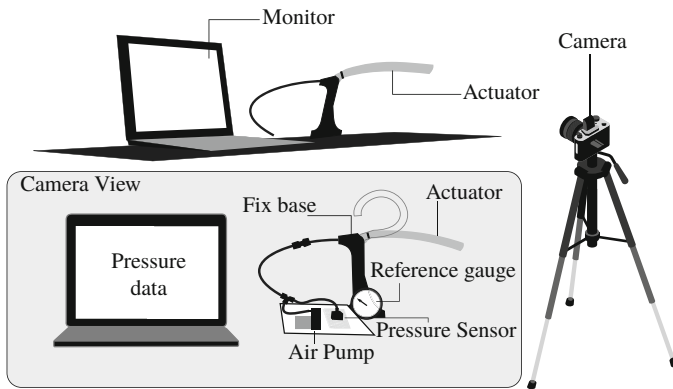 Monitor
Camera
Actuator
Camera View
Fix base
Actuator
Pressure
data
Reference gauge
Pressure Sensor
Air Pump